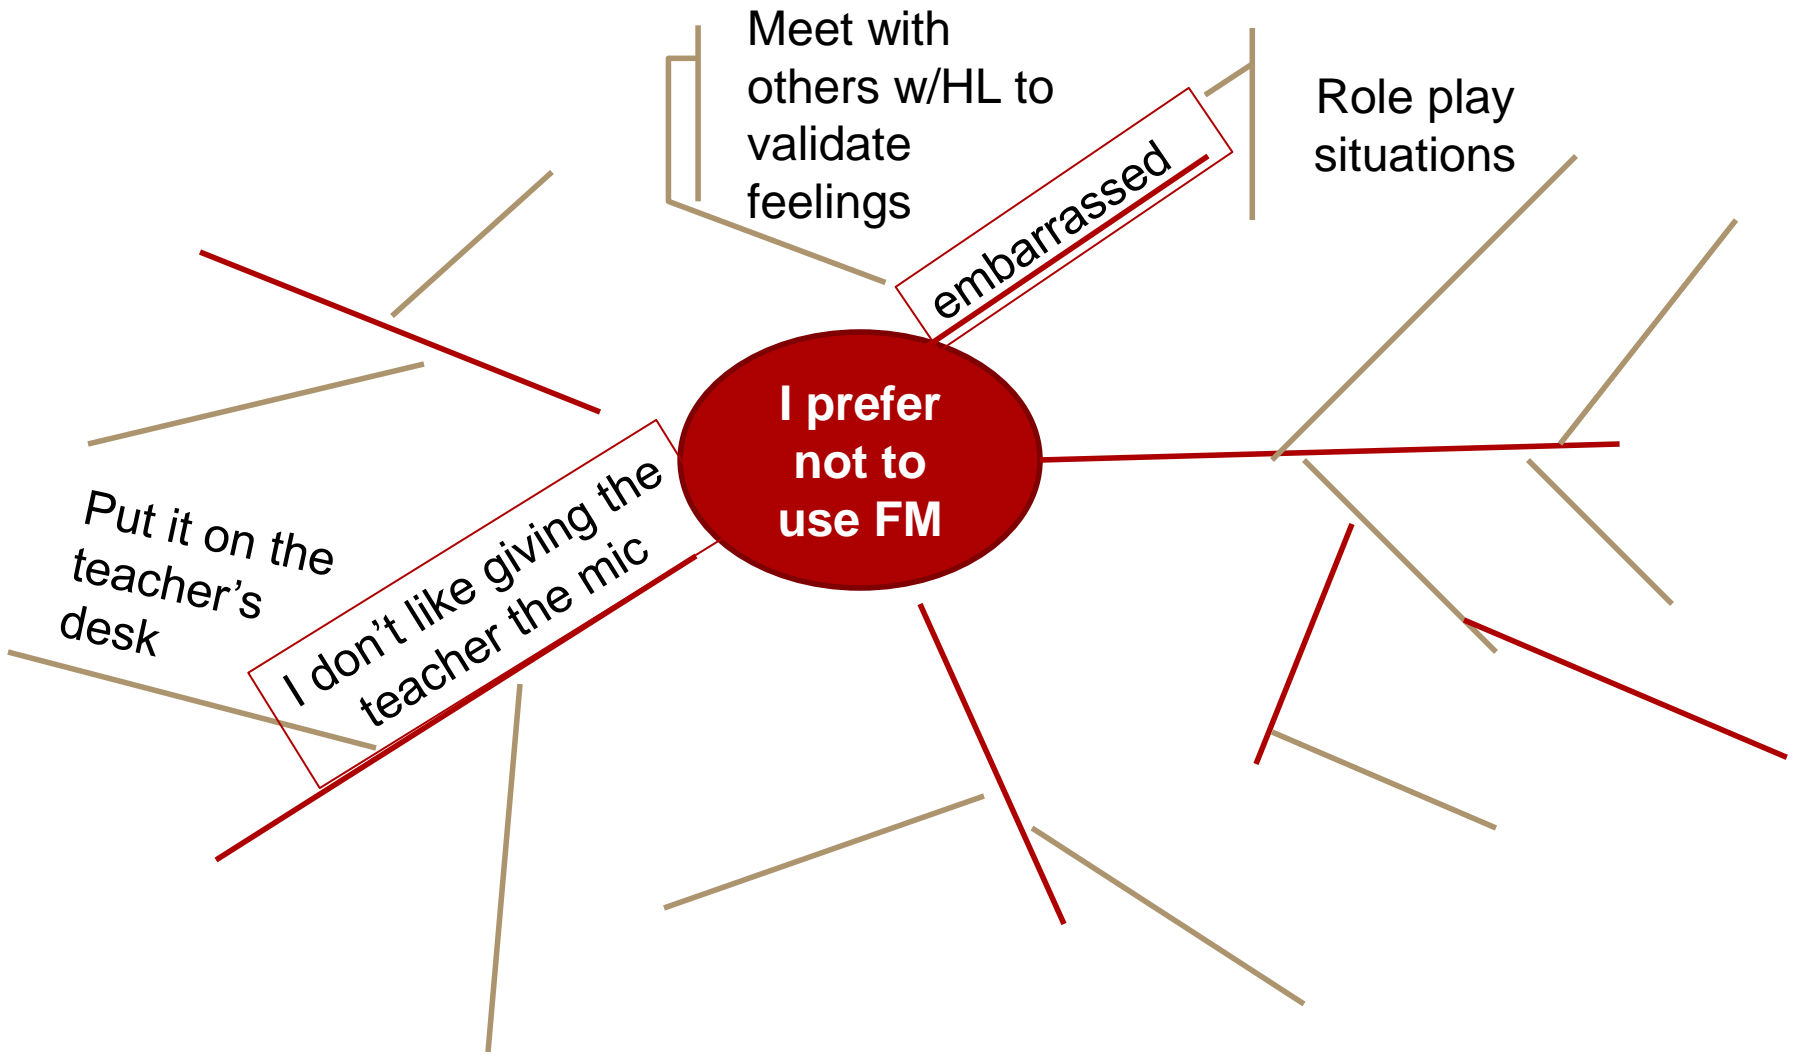 Meet with
others w/HL to
validate
feelings
embarrassed
Role play
situations
I prefer
not to
use FM
I don’t like giving the
teacher the mic
Put it on the
teacher’s
desk